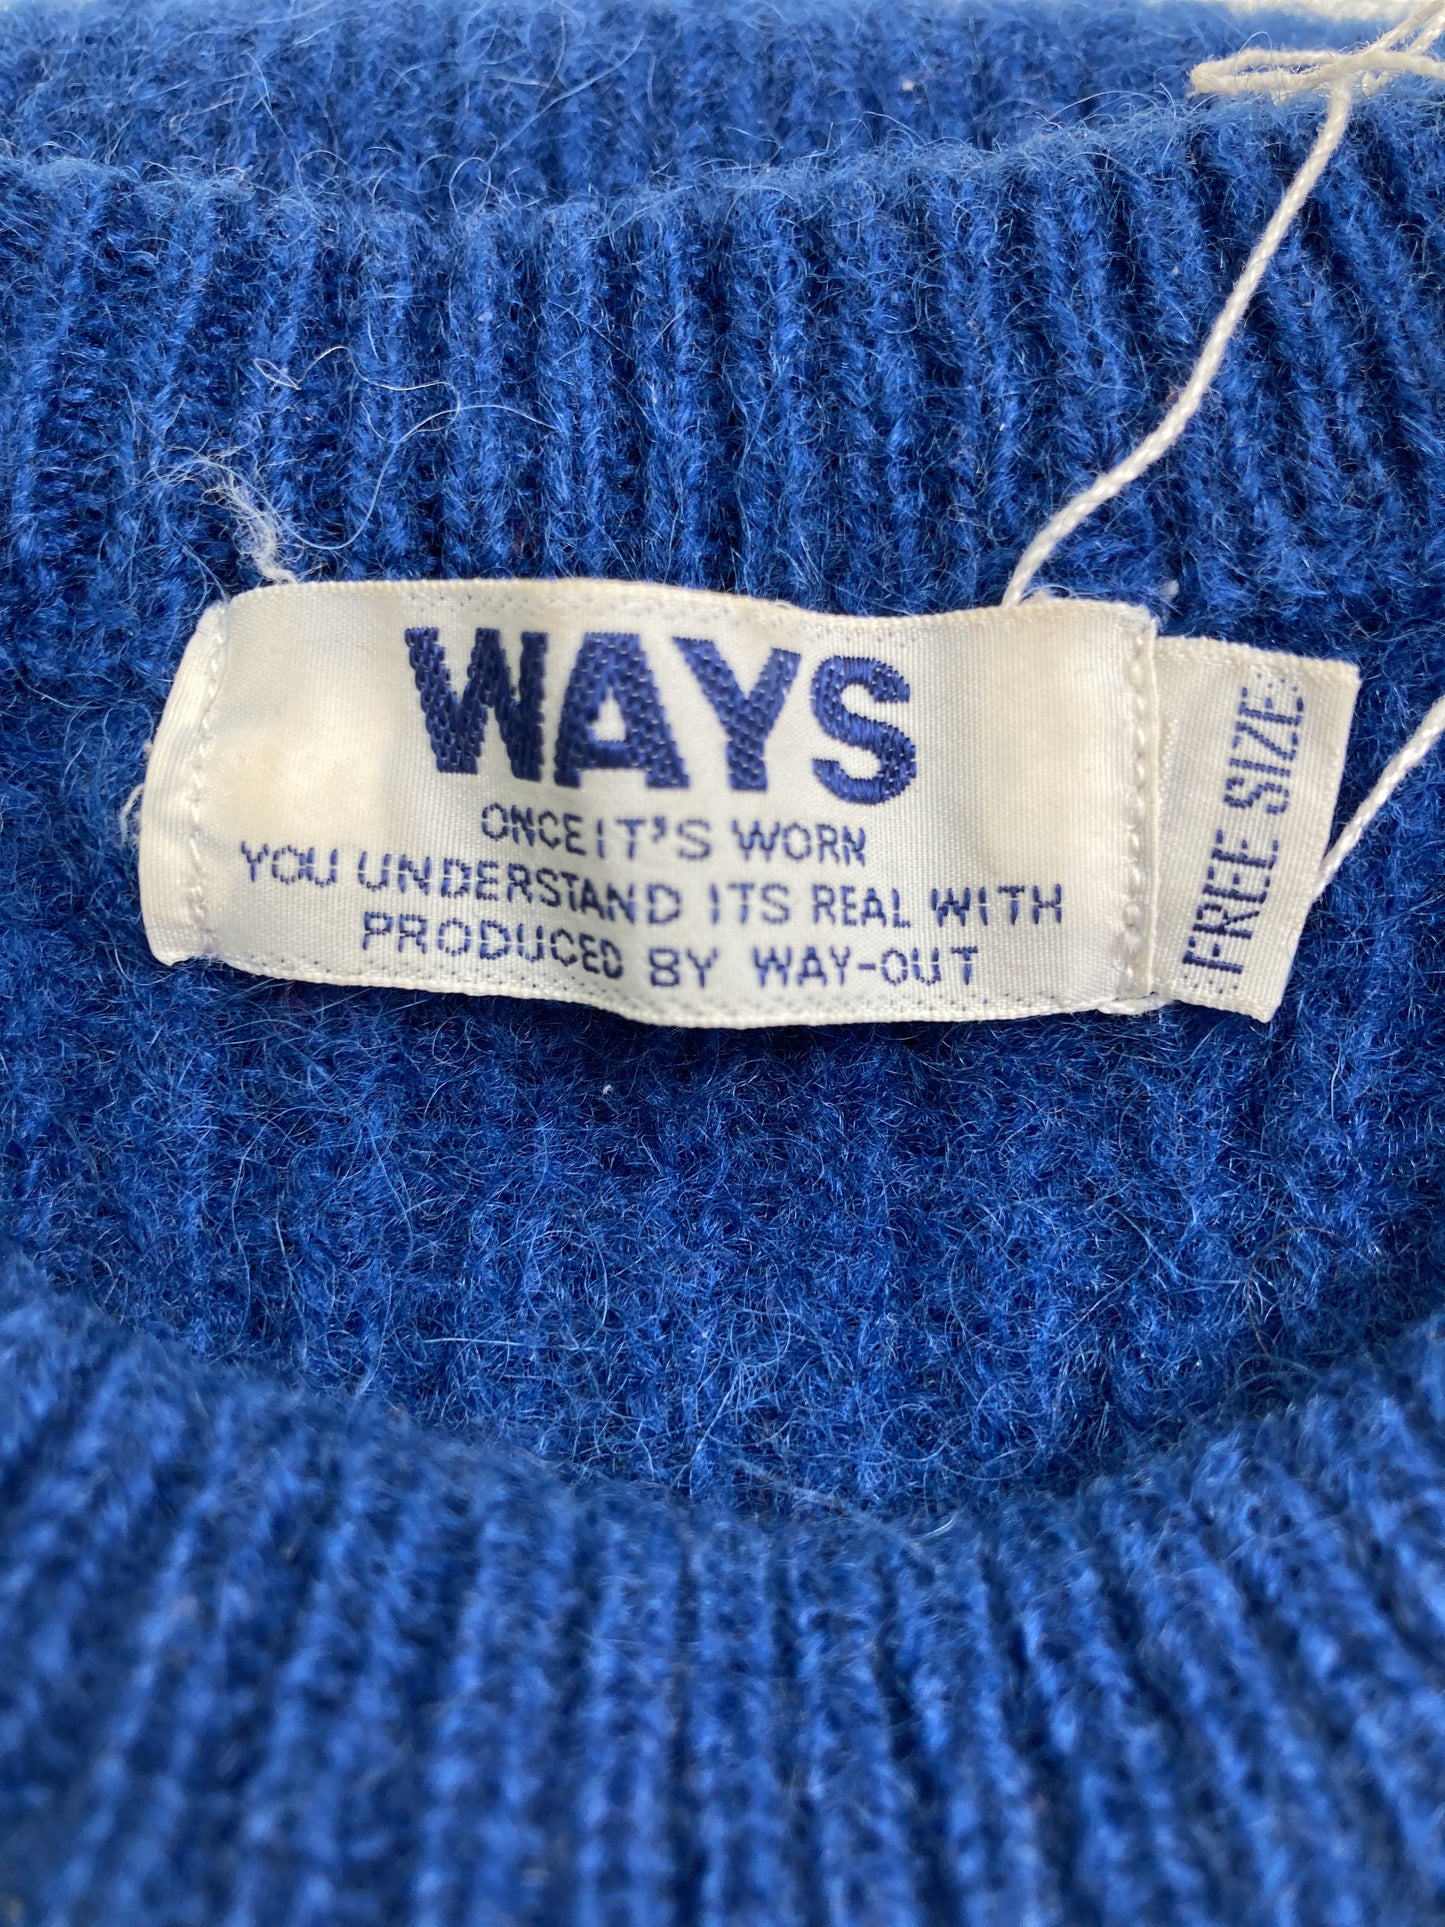 WAYS
ONCE IT'S WORN
YOU UNDERSTAND ITS REAL WITH
PRODUCED BY WAY-OUT
FREE SIZE